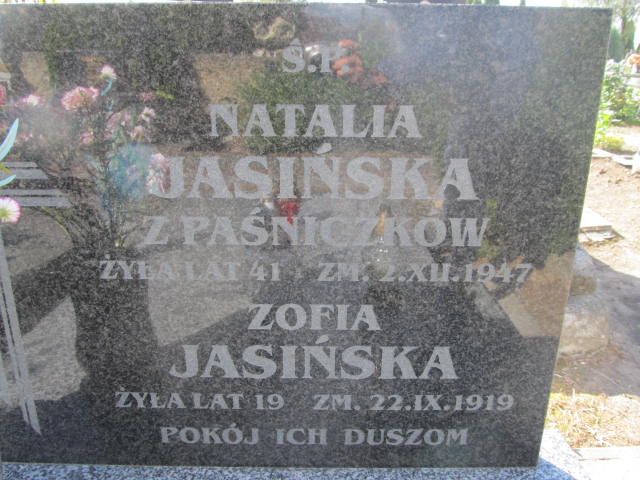 Ś.P.
NATALIA
JASIŃSKA
Z PAŚNICZKÓW
ŻYŁA LAT 41 ZM. 2.XII.1947
ZOFIA
JASIŃSKA
ŻYŁA LAT 19 ZM. 22.IX.1919
POKÓJ ICH DUSZOM